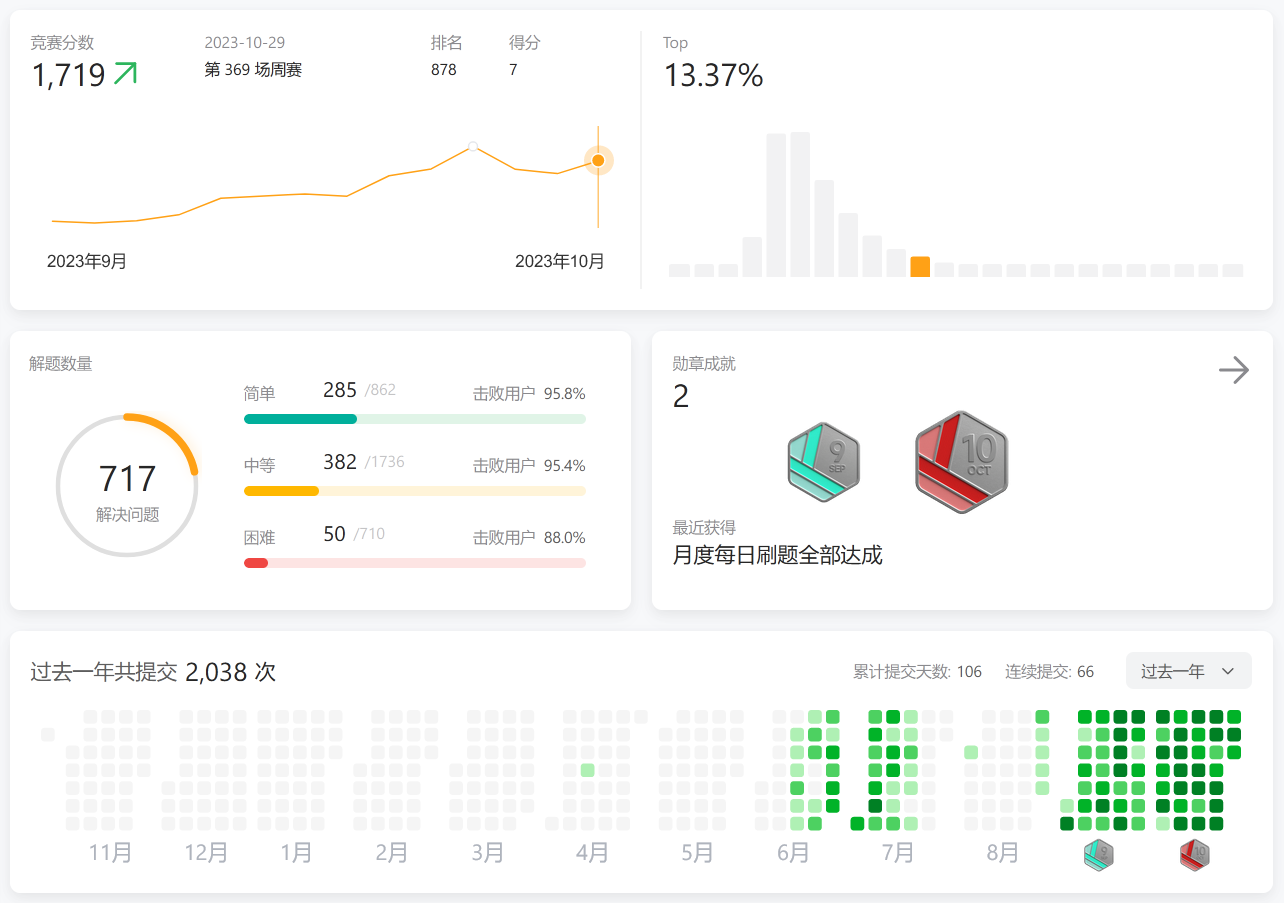 竞赛分数
1,719
2023-10-29
第 369 场周赛
排名
878
得分
7
2023年9月
2023年10月
Top
13.37%
解题数量
717
解决问题
简单 285 /862 击败用户 95.8%
中等 382 /1736 击败用户 95.4%
困难 50 /710 击败用户 88.0%
勋章成就
2
9
SEP
10
OCT
最近获得
月度每日刷题全部达成
过去一年共提交 2,038 次
累计提交天数: 106 连续提交: 66 过去一年
11月 12月 1月 2月 3月 4月 5月 6月 7月 8月
9
10